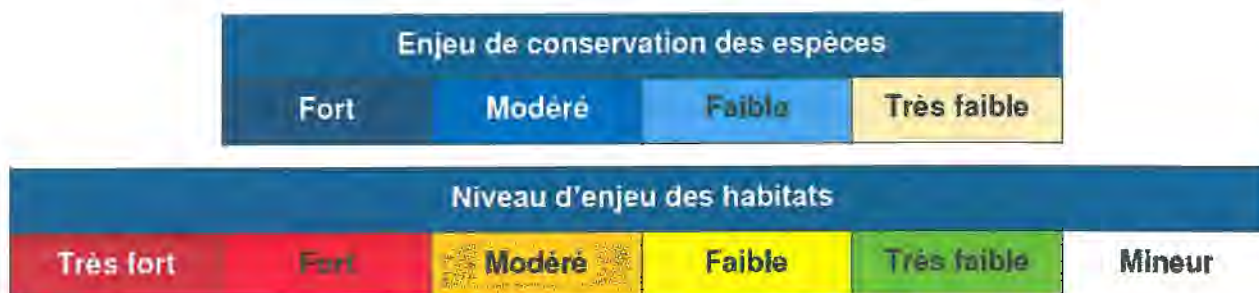 Enjeu de conservation des espèces
Fort Modéré Faible Très faible
Niveau d'enjeu des habitats
Très fort Fort Modéré Faible Très faible Mineur